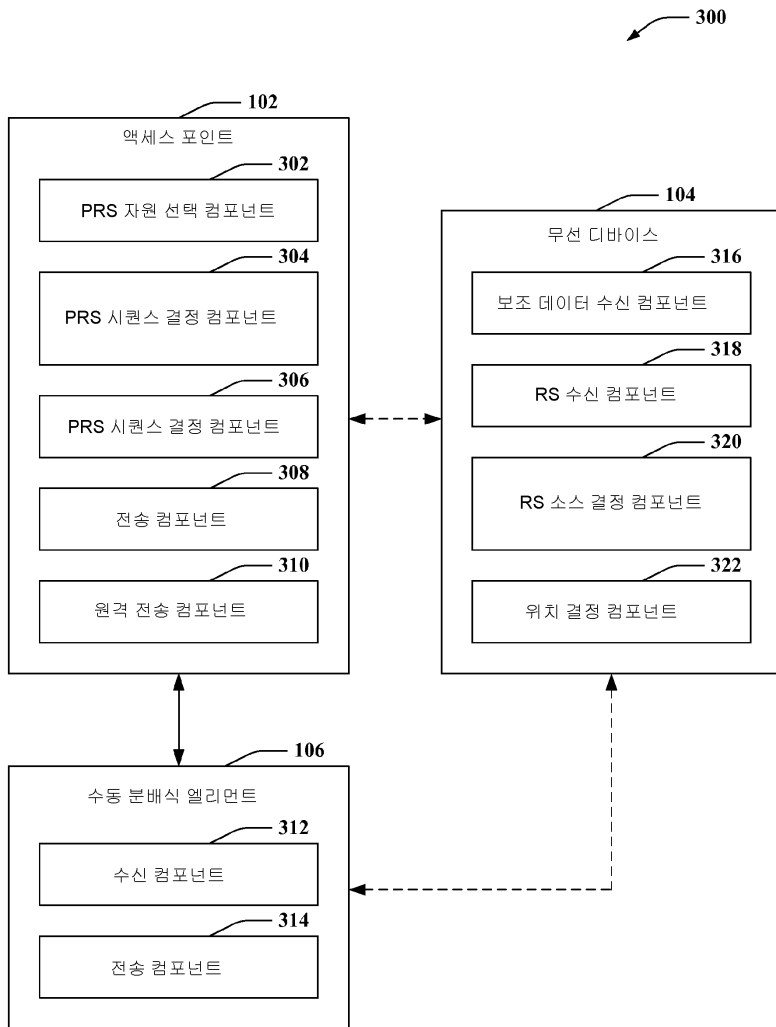 300
102
액세스 포인트
302
PRS 자원 선택 컴포넌트
304
PRS 시퀀스 결정 컴포넌트
306
PRS 시퀀스 결정 컴포넌트
308
전송 컴포넌트
310
원격 전송 컴포넌트
104
무선 디바이스
316
보조 데이터 수신 컴포넌트
318
RS 수신 컴포넌트
320
RS 소스 결정 컴포넌트
322
위치 결정 컴포넌트
106
수동 분배식 엘리먼트
312
수신 컴포넌트
314
전송 컴포넌트